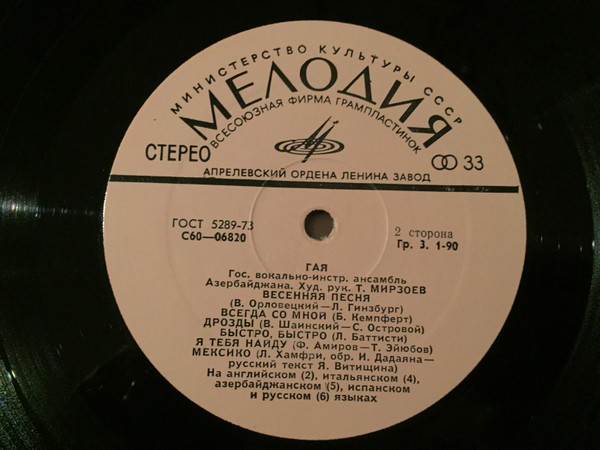 МИНИСТЕРСТВО КУЛЬТУРЫ СССР
МЕЛОДИЯ
ВСЕСОЮЗНАЯ ФИРМА ГРАМПЛАСТИНОК
СТЕРЕО
33
АПРЕЛЕВСКИЙ ОРДЕНА ЛЕНИНА ЗАВОД
ГОСТ 5289-73
С60—06820
2 сторона
Гр. 3. 1-90
ГАЯ
Гос. вокально-инстр. ансамбль
Азербайджана. Худ. рук. Т. МИРЗОЕВ
ВЕСЕННЯЯ ПЕСНЯ
(В. Орловецкий—Л. Гинзбург)
ВСЕГДА СО МНОЙ (Б. Кемпферт)
ДРОЗДЫ (В. Шаинский—С. Островой)
БЫСТРО, БЫСТРО (Л. Баттисти)
Я ТЕБЯ НАЙДУ (Ф. Амиров—Т. Эйюбов)
МЕКСИКО (Л. Хамфри, обр. И. Дадаяна—
русский текст Я. Витищина)
На английском (2), итальянском (4),
азербайджанском (5), испанском
и русском (6) языках